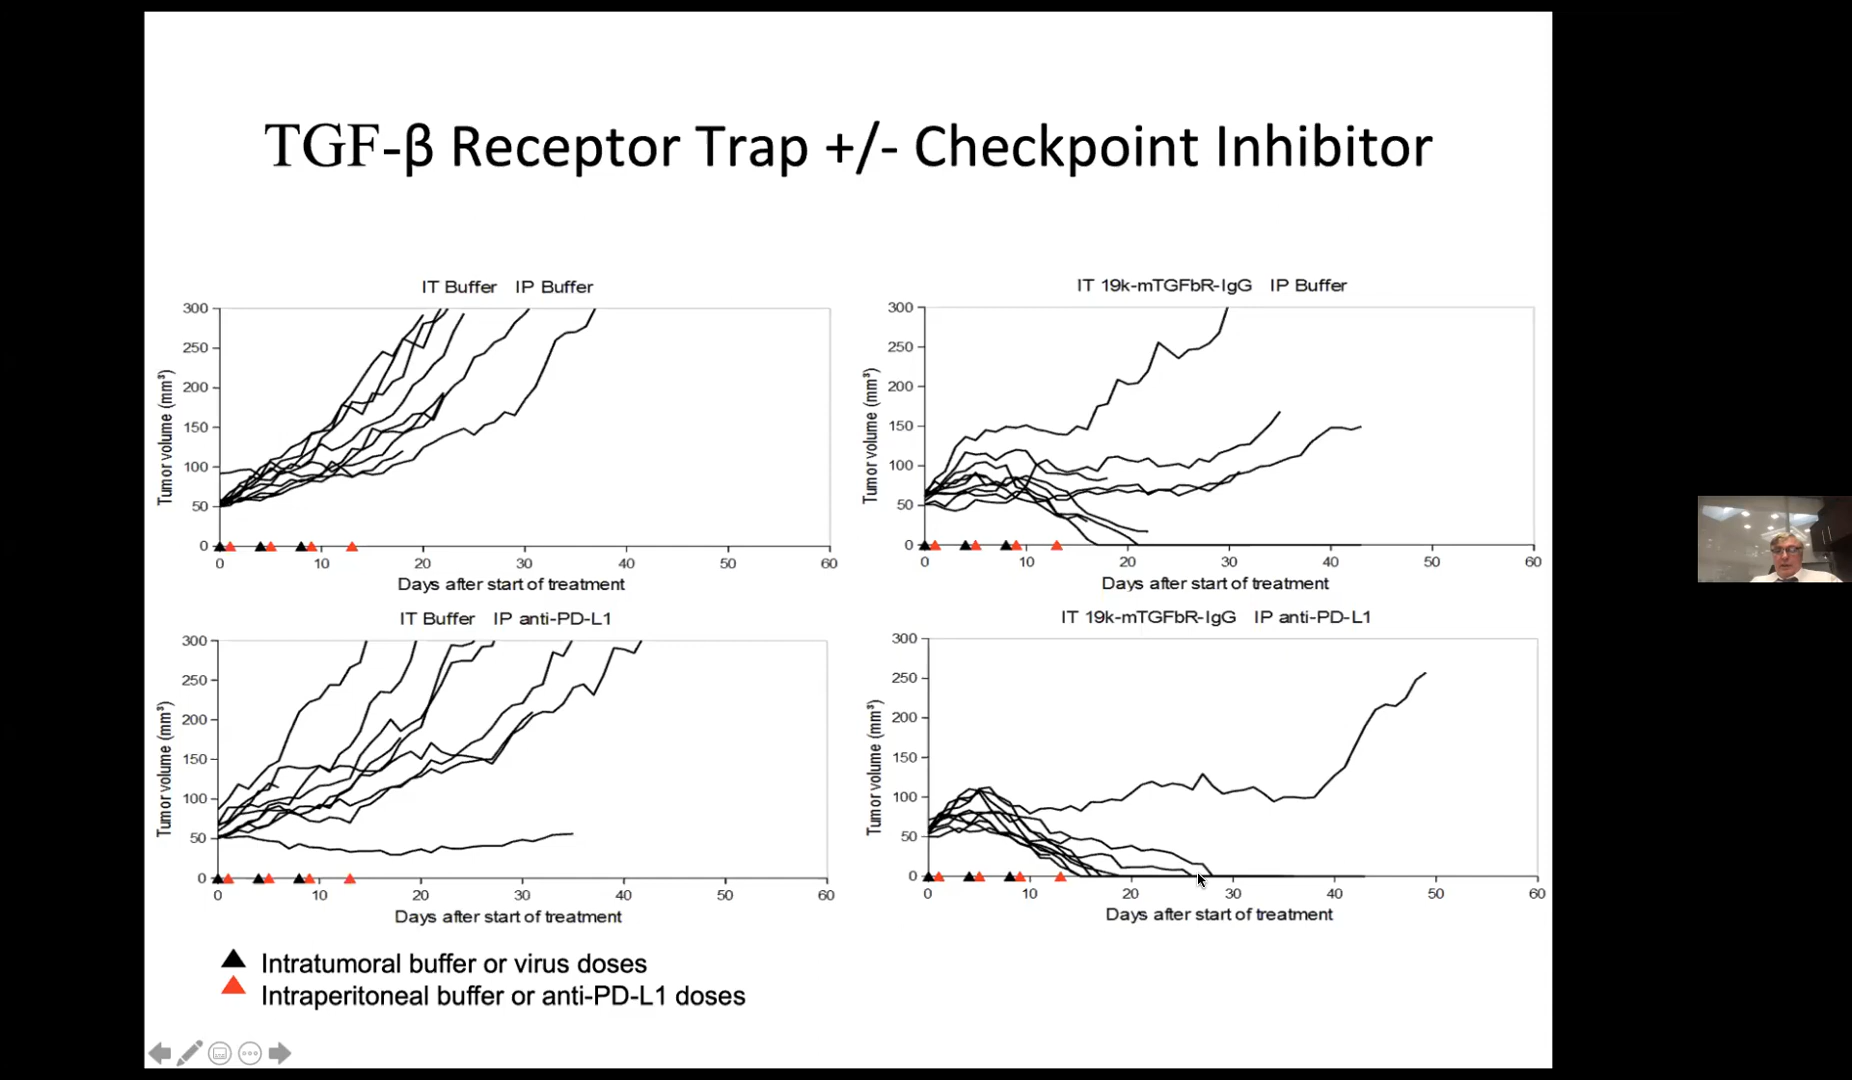 TGF-β Receptor Trap +/- Checkpoint Inhibitor
IT Buffer IP Buffer
Tumor volume (mm³)
300
250
200
150
100
50
0
0 10 20 30 40 50 60
Days after start of treatment
IT 19k-mTGFbR-IgG IP Buffer
Tumor volume (mm³)
300
250
200
150
100
50
0
0 10 20 30 40 50 60
Days after start of treatment
IT Buffer IP anti-PD-L1
Tumor volume (mm³)
300
250
200
150
100
50
0
0 10 20 30 40 50 60
Days after start of treatment
IT 19k-mTGFbR-IgG IP anti-PD-L1
Tumor volume (mm³)
300
250
200
150
100
50
0
0 10 20 30 40 50 60
Days after start of treatment
Intratumoral buffer or virus doses
Intraperitoneal buffer or anti-PD-L1 doses